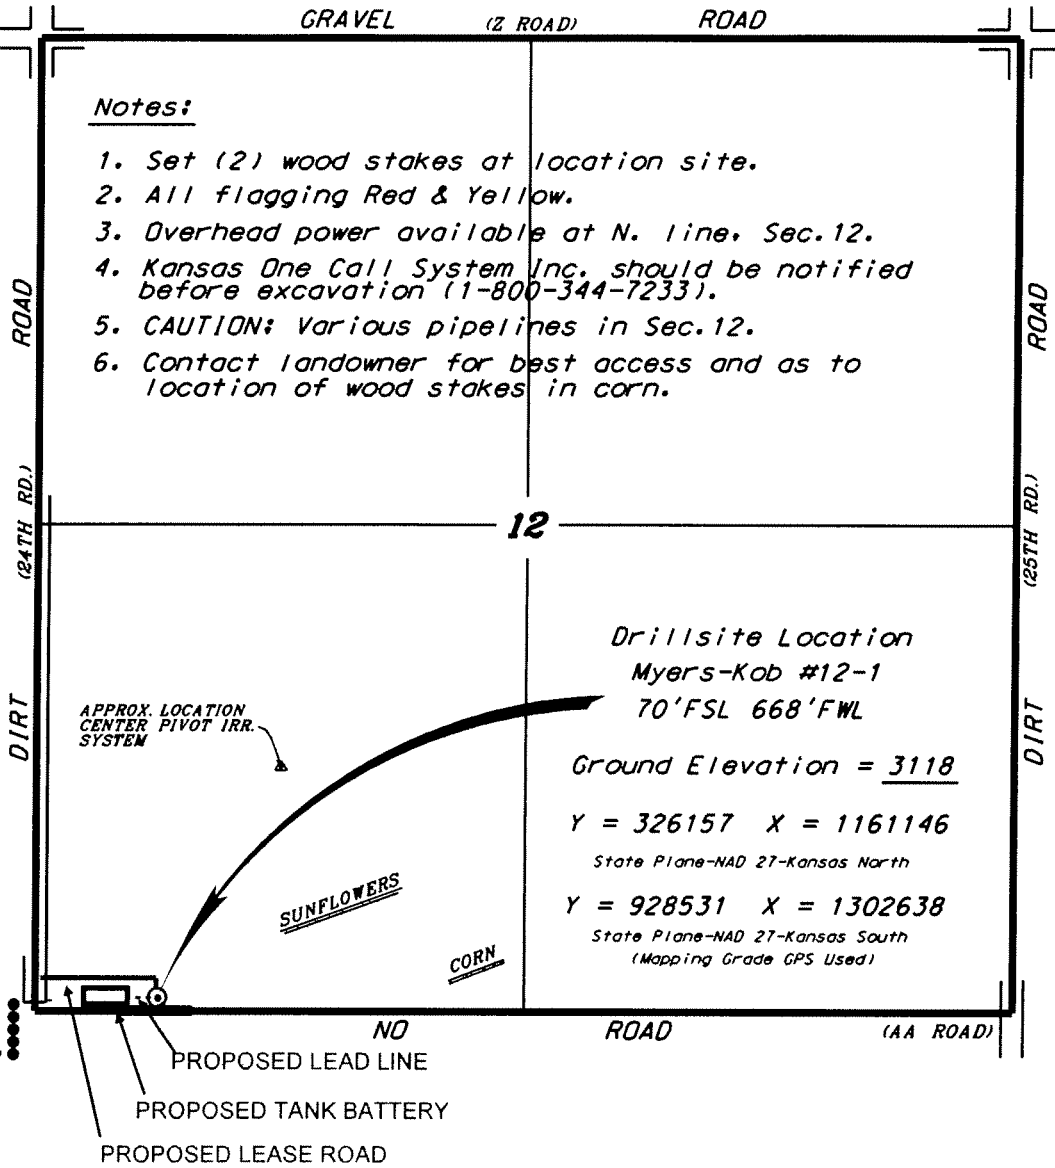 GRAVEL (Z ROAD) ROAD
Notes:
1. Set (2) wood stakes at location site.
2. All flagging Red & Yellow.
3. Overhead power available at N. line, Sec.12.
4. Kansas One Call System Inc. should be notified
before excavation (1-800-344-7233).
5. CAUTION: Various pipelines in Sec.12.
6. Contact landowner for best access and as to
location of wood stakes in corn.
DIRT (24TH RD.) ROAD
DIRT (25TH RD.) ROAD
12
Drillsite Location
Myers-Kob #12-1
70'FSL 668'FWL
Ground Elevation = 3118
Y = 326157 X = 1161146
State Plane-NAD 27-Kansas North
Y = 928531 X = 1302638
State Plane-NAD 27-Kansas South
(Mapping Grade GPS Used)
APPROX. LOCATION
CENTER PIVOT IRR.
SYSTEM
SUNFLOWERS
CORN
NO ROAD (AA ROAD)
PROPOSED LEAD LINE
PROPOSED TANK BATTERY
PROPOSED LEASE ROAD